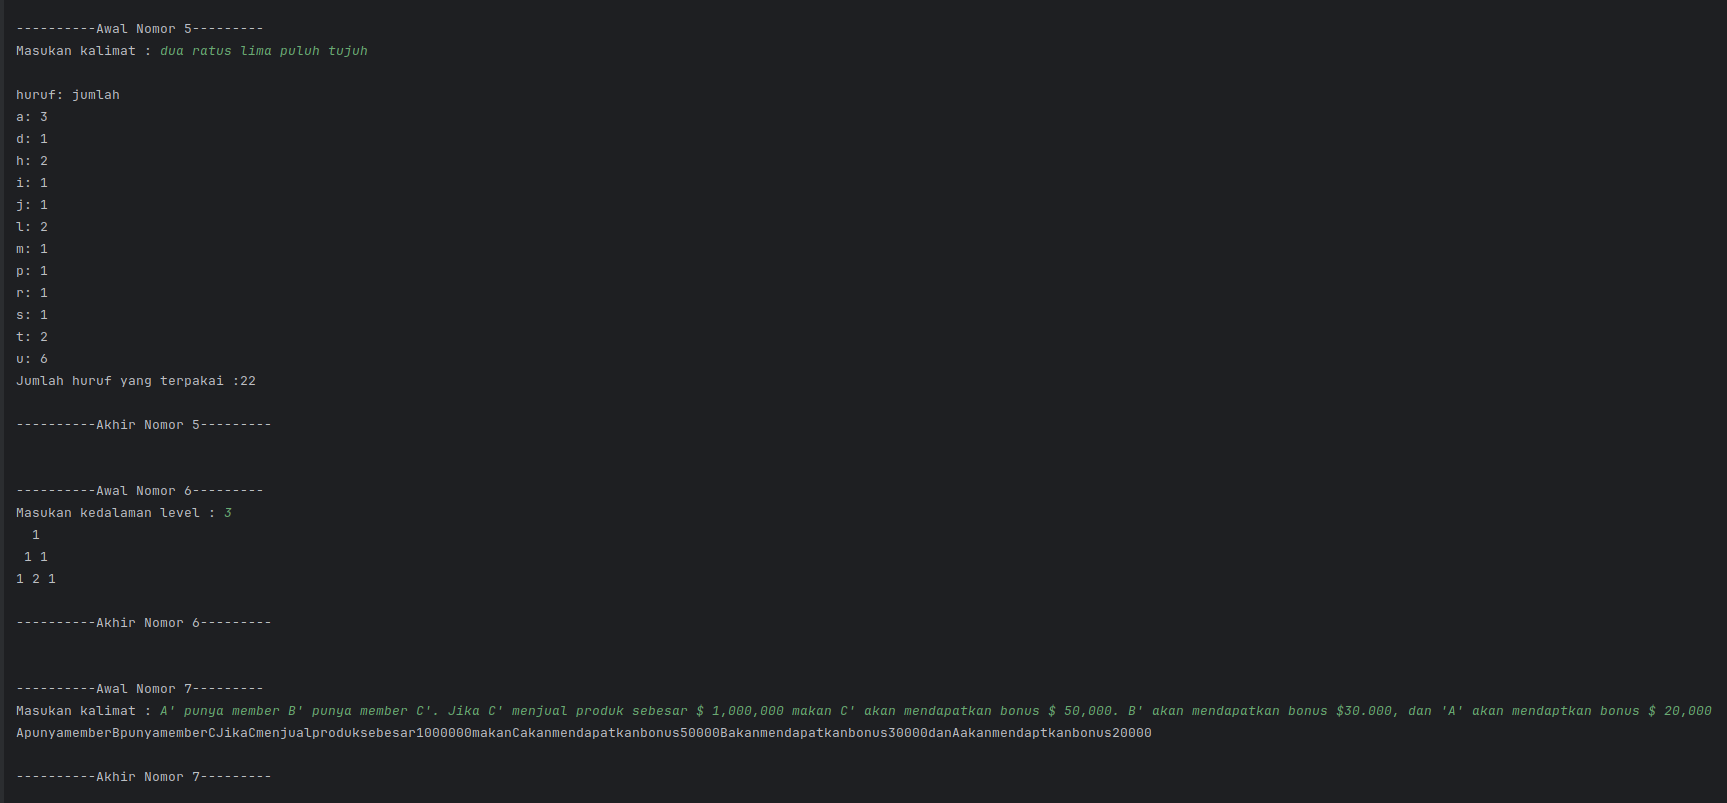 ----------Awal Nomor 5---------
Masukan kalimat : dua ratus lima puluh tujuh
huruf: jumlah
a: 3
d: 1
h: 2
i: 1
j: 1
l: 2
m: 1
p: 1
r: 1
s: 1
t: 2
u: 6
Jumlah huruf yang terpakai :22
----------Akhir Nomor 5---------
----------Awal Nomor 6---------
Masukan kedalaman level : 3
  1
 1 1
1 2 1
----------Akhir Nomor 6---------
----------Awal Nomor 7---------
Masukan kalimat : A' punya member B' punya member C'. Jika C' menjual produk sebesar $ 1,000,000 makan C' akan mendapatkan bonus $ 50,000. B' akan mendapatkan bonus $30.000, dan 'A' akan mendaptkan bonus $ 20,000
ApunyamemberBpunyamemberCJikaCmenjualproduksebesar1000000makanCakanmendapatkanbonus50000Bakanmendapatkanbonus30000danAakanmendaptkanbonus20000
----------Akhir Nomor 7---------